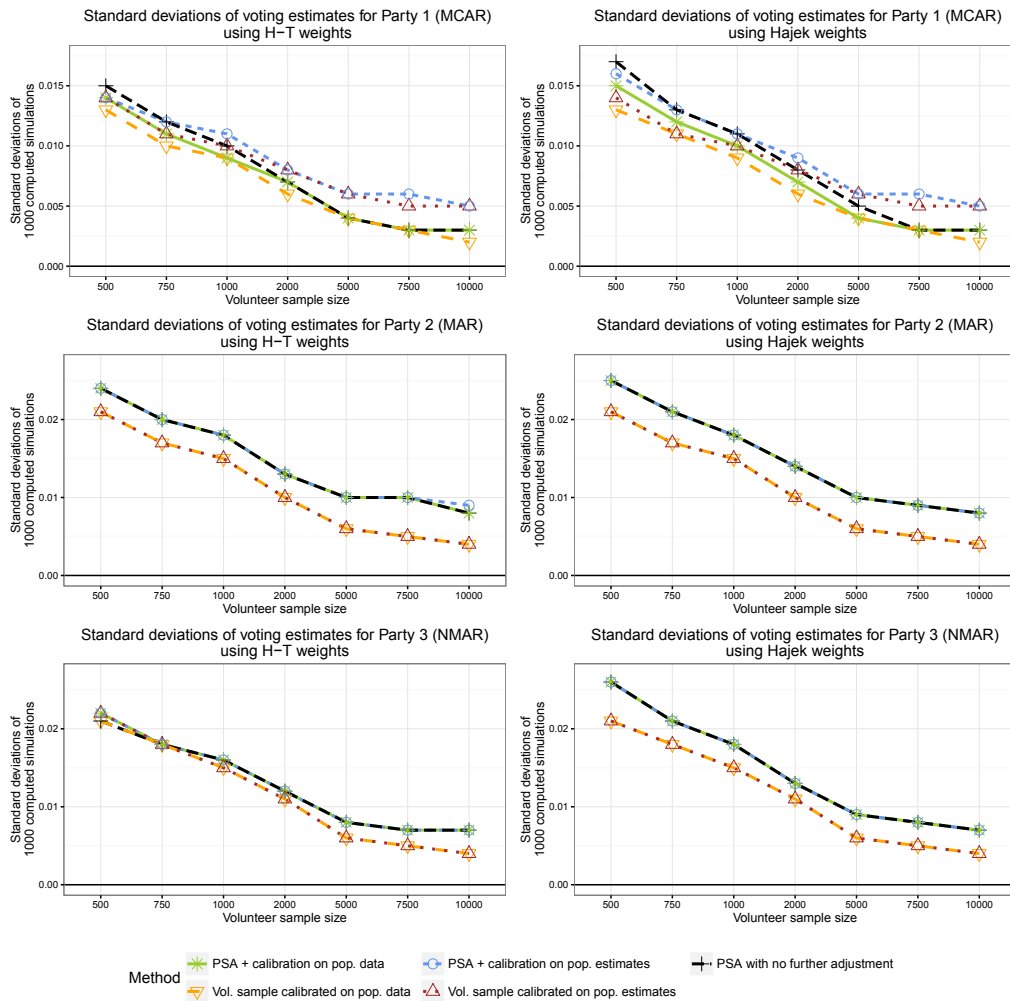 Standard deviations of voting estimates for Party 1 (MCAR)
using H−T weights
Standard deviations of
1000 computed simulations
0.015
0.010
0.005
0.000
500 750 1000 2000 5000 7500 10000
Volunteer sample size
Standard deviations of voting estimates for Party 1 (MCAR)
using Hajek weights
Standard deviations of
1000 computed simulations
0.015
0.010
0.005
0.000
500 750 1000 2000 5000 7500 10000
Volunteer sample size
Standard deviations of voting estimates for Party 2 (MAR)
using H−T weights
Standard deviations of
1000 computed simulations
0.02
0.01
0.00
500 750 1000 2000 5000 7500 10000
Volunteer sample size
Standard deviations of voting estimates for Party 2 (MAR)
using Hajek weights
Standard deviations of
1000 computed simulations
0.02
0.01
0.00
500 750 1000 2000 5000 7500 10000
Volunteer sample size
Standard deviations of voting estimates for Party 3 (NMAR)
using H−T weights
Standard deviations of
1000 computed simulations
0.02
0.01
0.00
500 750 1000 2000 5000 7500 10000
Volunteer sample size
Standard deviations of voting estimates for Party 3 (NMAR)
using Hajek weights
Standard deviations of
1000 computed simulations
0.02
0.01
0.00
500 750 1000 2000 5000 7500 10000
Volunteer sample size
Method
PSA + calibration on pop. data
PSA + calibration on pop. estimates
PSA with no further adjustment
Vol. sample calibrated on pop. data
Vol. sample calibrated on pop. estimates